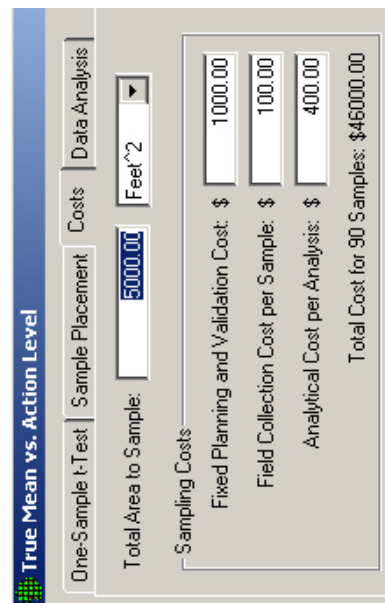 True Mean vs. Action Level
One-Sample t-Test Sample Placement Costs Data Analysis
Total Area to Sample: 5000.00 Feet^2
Sampling Costs
Fixed Planning and Validation Cost: $ 1000.00
Field Collection Cost per Sample: $ 100.00
Analytical Cost per Analysis: $ 400.00
Total Cost for 90 Samples: $46000.00